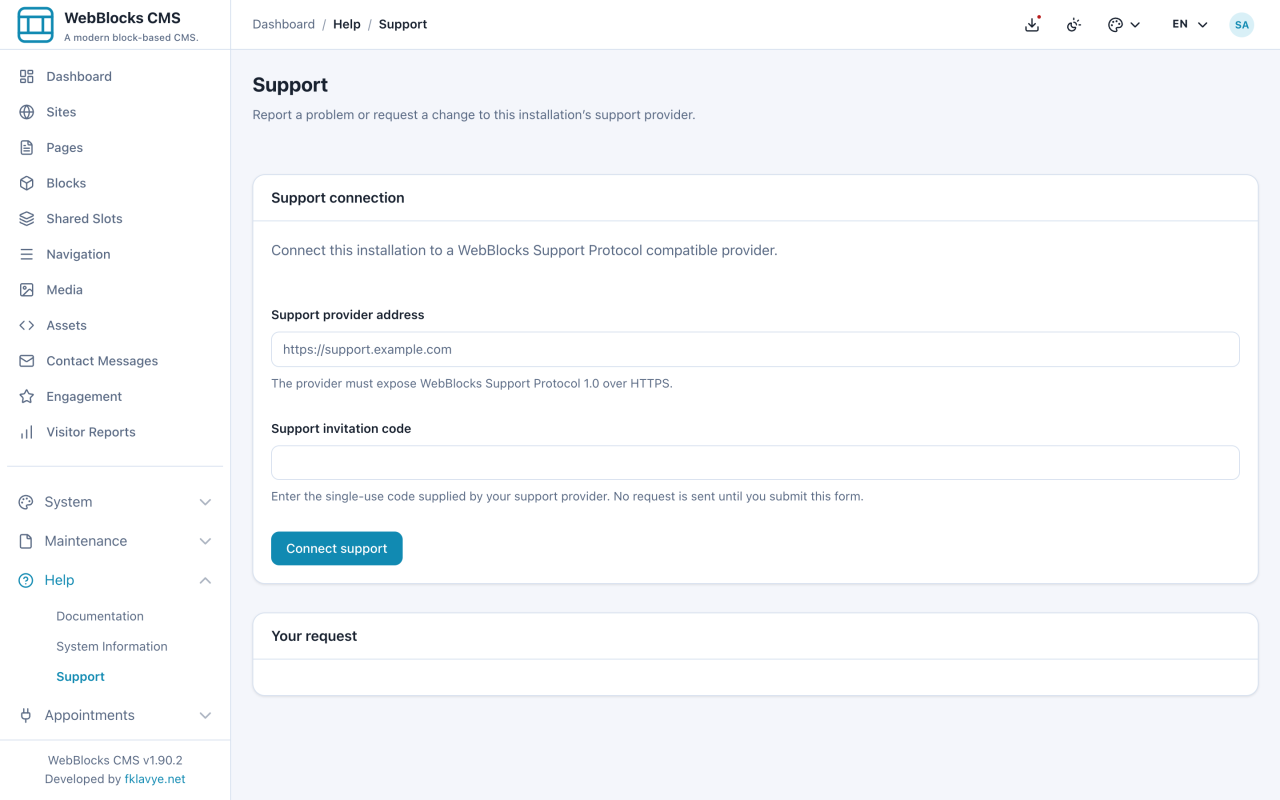 WebBlocks CMS
A modern block-based CMS.
Dashboard / Help / Support
EN
SA
Dashboard
Sites
Pages
Blocks
Shared Slots
Navigation
Media
Assets
Contact Messages
Engagement
Visitor Reports
System
Maintenance
Help
Documentation
System Information
Support
Appointments
WebBlocks CMS v1.90.2
Developed by fklavye.net
Support
Report a problem or request a change to this installation's support provider.
Support connection
Connect this installation to a WebBlocks Support Protocol compatible provider.
Support provider address
https://support.example.com
The provider must expose WebBlocks Support Protocol 1.0 over HTTPS.
Support invitation code
Enter the single-use code supplied by your support provider. No request is sent until you submit this form.
Connect support
Your request